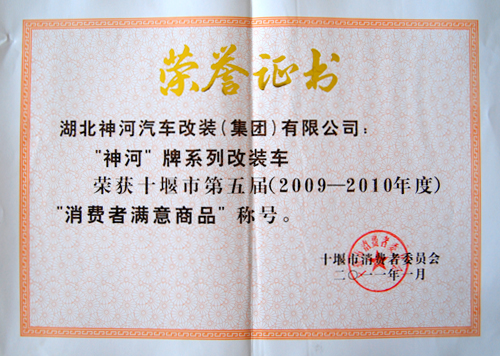 荣誉证书
湖北神河汽车改装(集团)有限公司:
"神河"牌系列改装车
荣获十堰市第五届(2009—2010年度)
"消费者满意商品"称号。
十堰市消费者委员会
二〇一一年一月